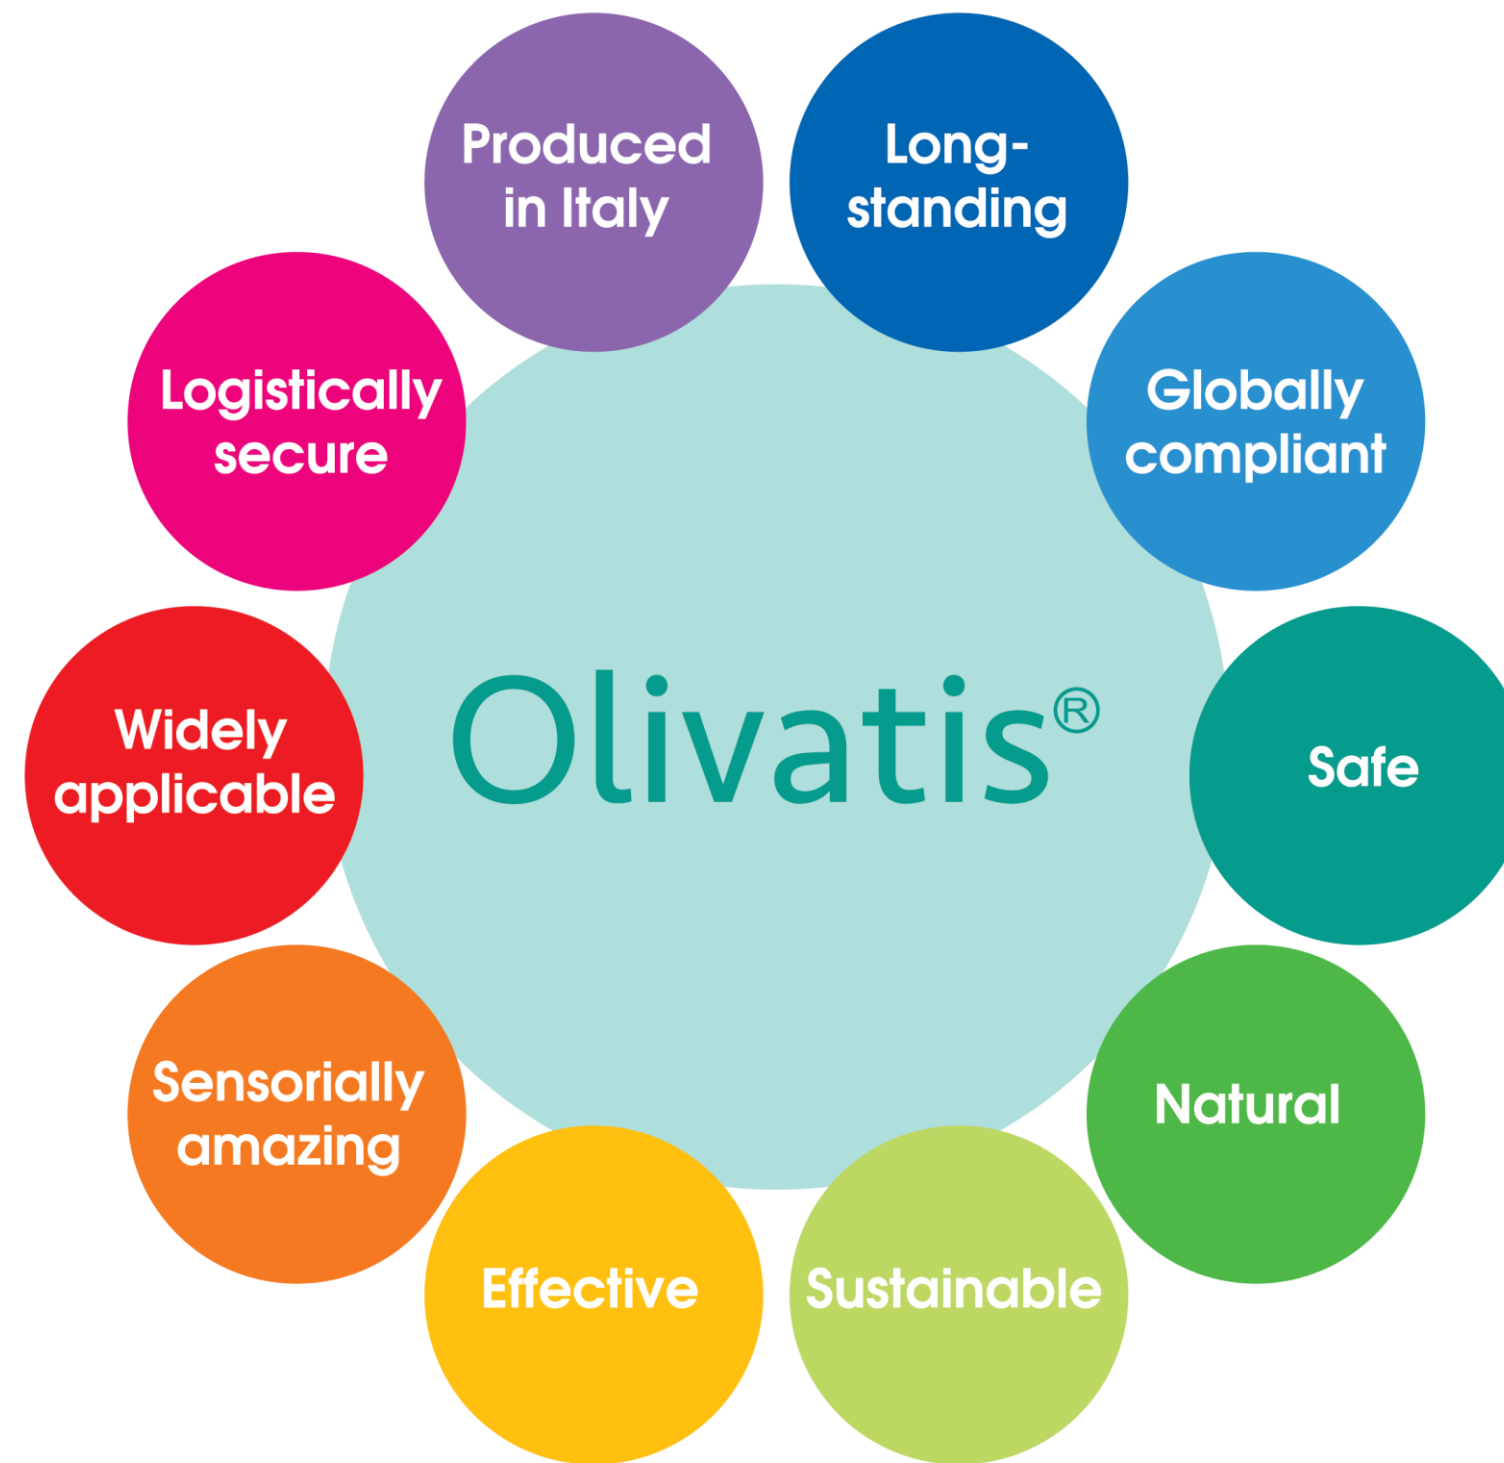 Produced
in Italy
Long-
standing
Logistically
secure
Globally
compliant
Widely
applicable
Olivatis®
Safe
Sensorially
amazing
Natural
Effective
Sustainable